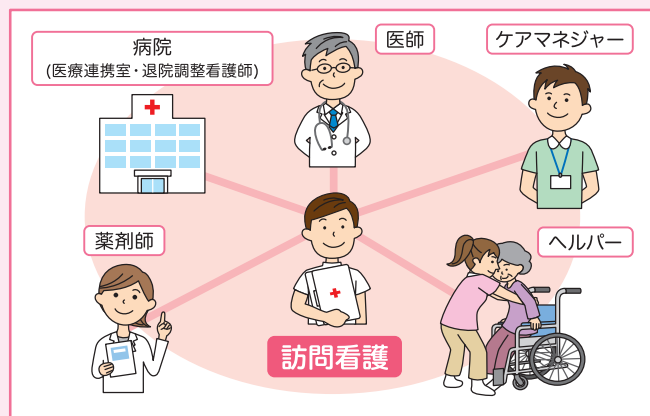 病院
(医療連携室・退院調整看護師)
医師
ケアマネジャー
薬剤師
ヘルパー
訪問看護